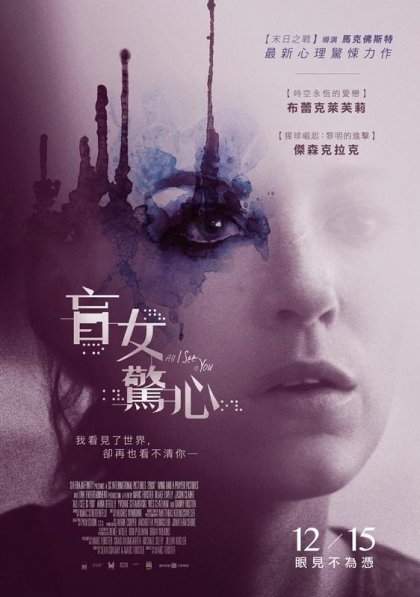 【末日之戰】導演 馬克佛斯特
最新心理驚悚力作
【時空永恆的愛戀】
布蕾克萊芙莉
【猩球崛起:黎明的進擊】
傑森克拉克
盲女
All I See is You
驚心
我看見了世界，
卻再也看不清你—
12/15
眼見不為憑